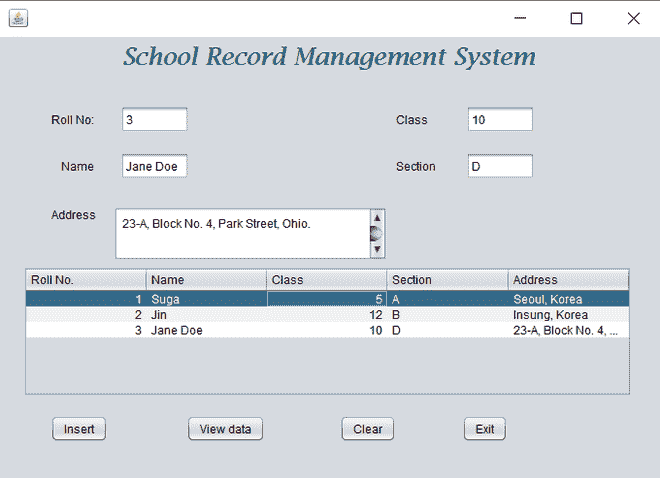 School Record Management System
Roll No: 3 Class 10
Name Jane Doe Section D
Address 23-A, Block No. 4, Park Street, Ohio.
Roll No. Name Class Section Address
1 Suga 5 A Seoul, Korea
2 Jin 12 B Insung, Korea
3 Jane Doe 10 D 23-A, Block No. 4, ...
Insert View data Clear Exit